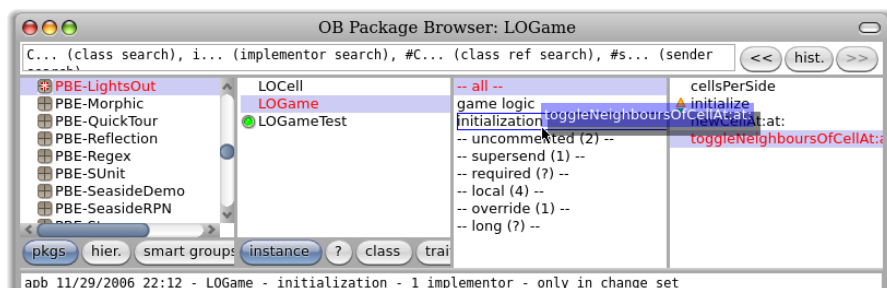 OB Package Browser: LOGame
C... (class search), i... (implementor search), #C... (class ref search), #s... (sender
<< hist. >>
PBE-LightsOut
PBE-Morphic
PBE-QuickTour
PBE-Reflection
PBE-Regex
PBE-SUnit
PBE-SeasideDemo
PBE-SeasideRPN
LOCell
LOGame
LOGameTest
-- all --
game logic
initialization
-- uncommented (2) --
-- supersend (1) --
-- required (?) --
-- local (4) --
-- override (1) --
-- long (?) --
toggleNeighboursOfCellAt:at:
cellsPerSide
initialize
newCellAt:at:
toggleNeighboursOfCellAt:a
pkgs hier. smart groups instance ? class trai
apb 11/29/2006 22:12 - LOGame - initialization - 1 implementor - only in change set